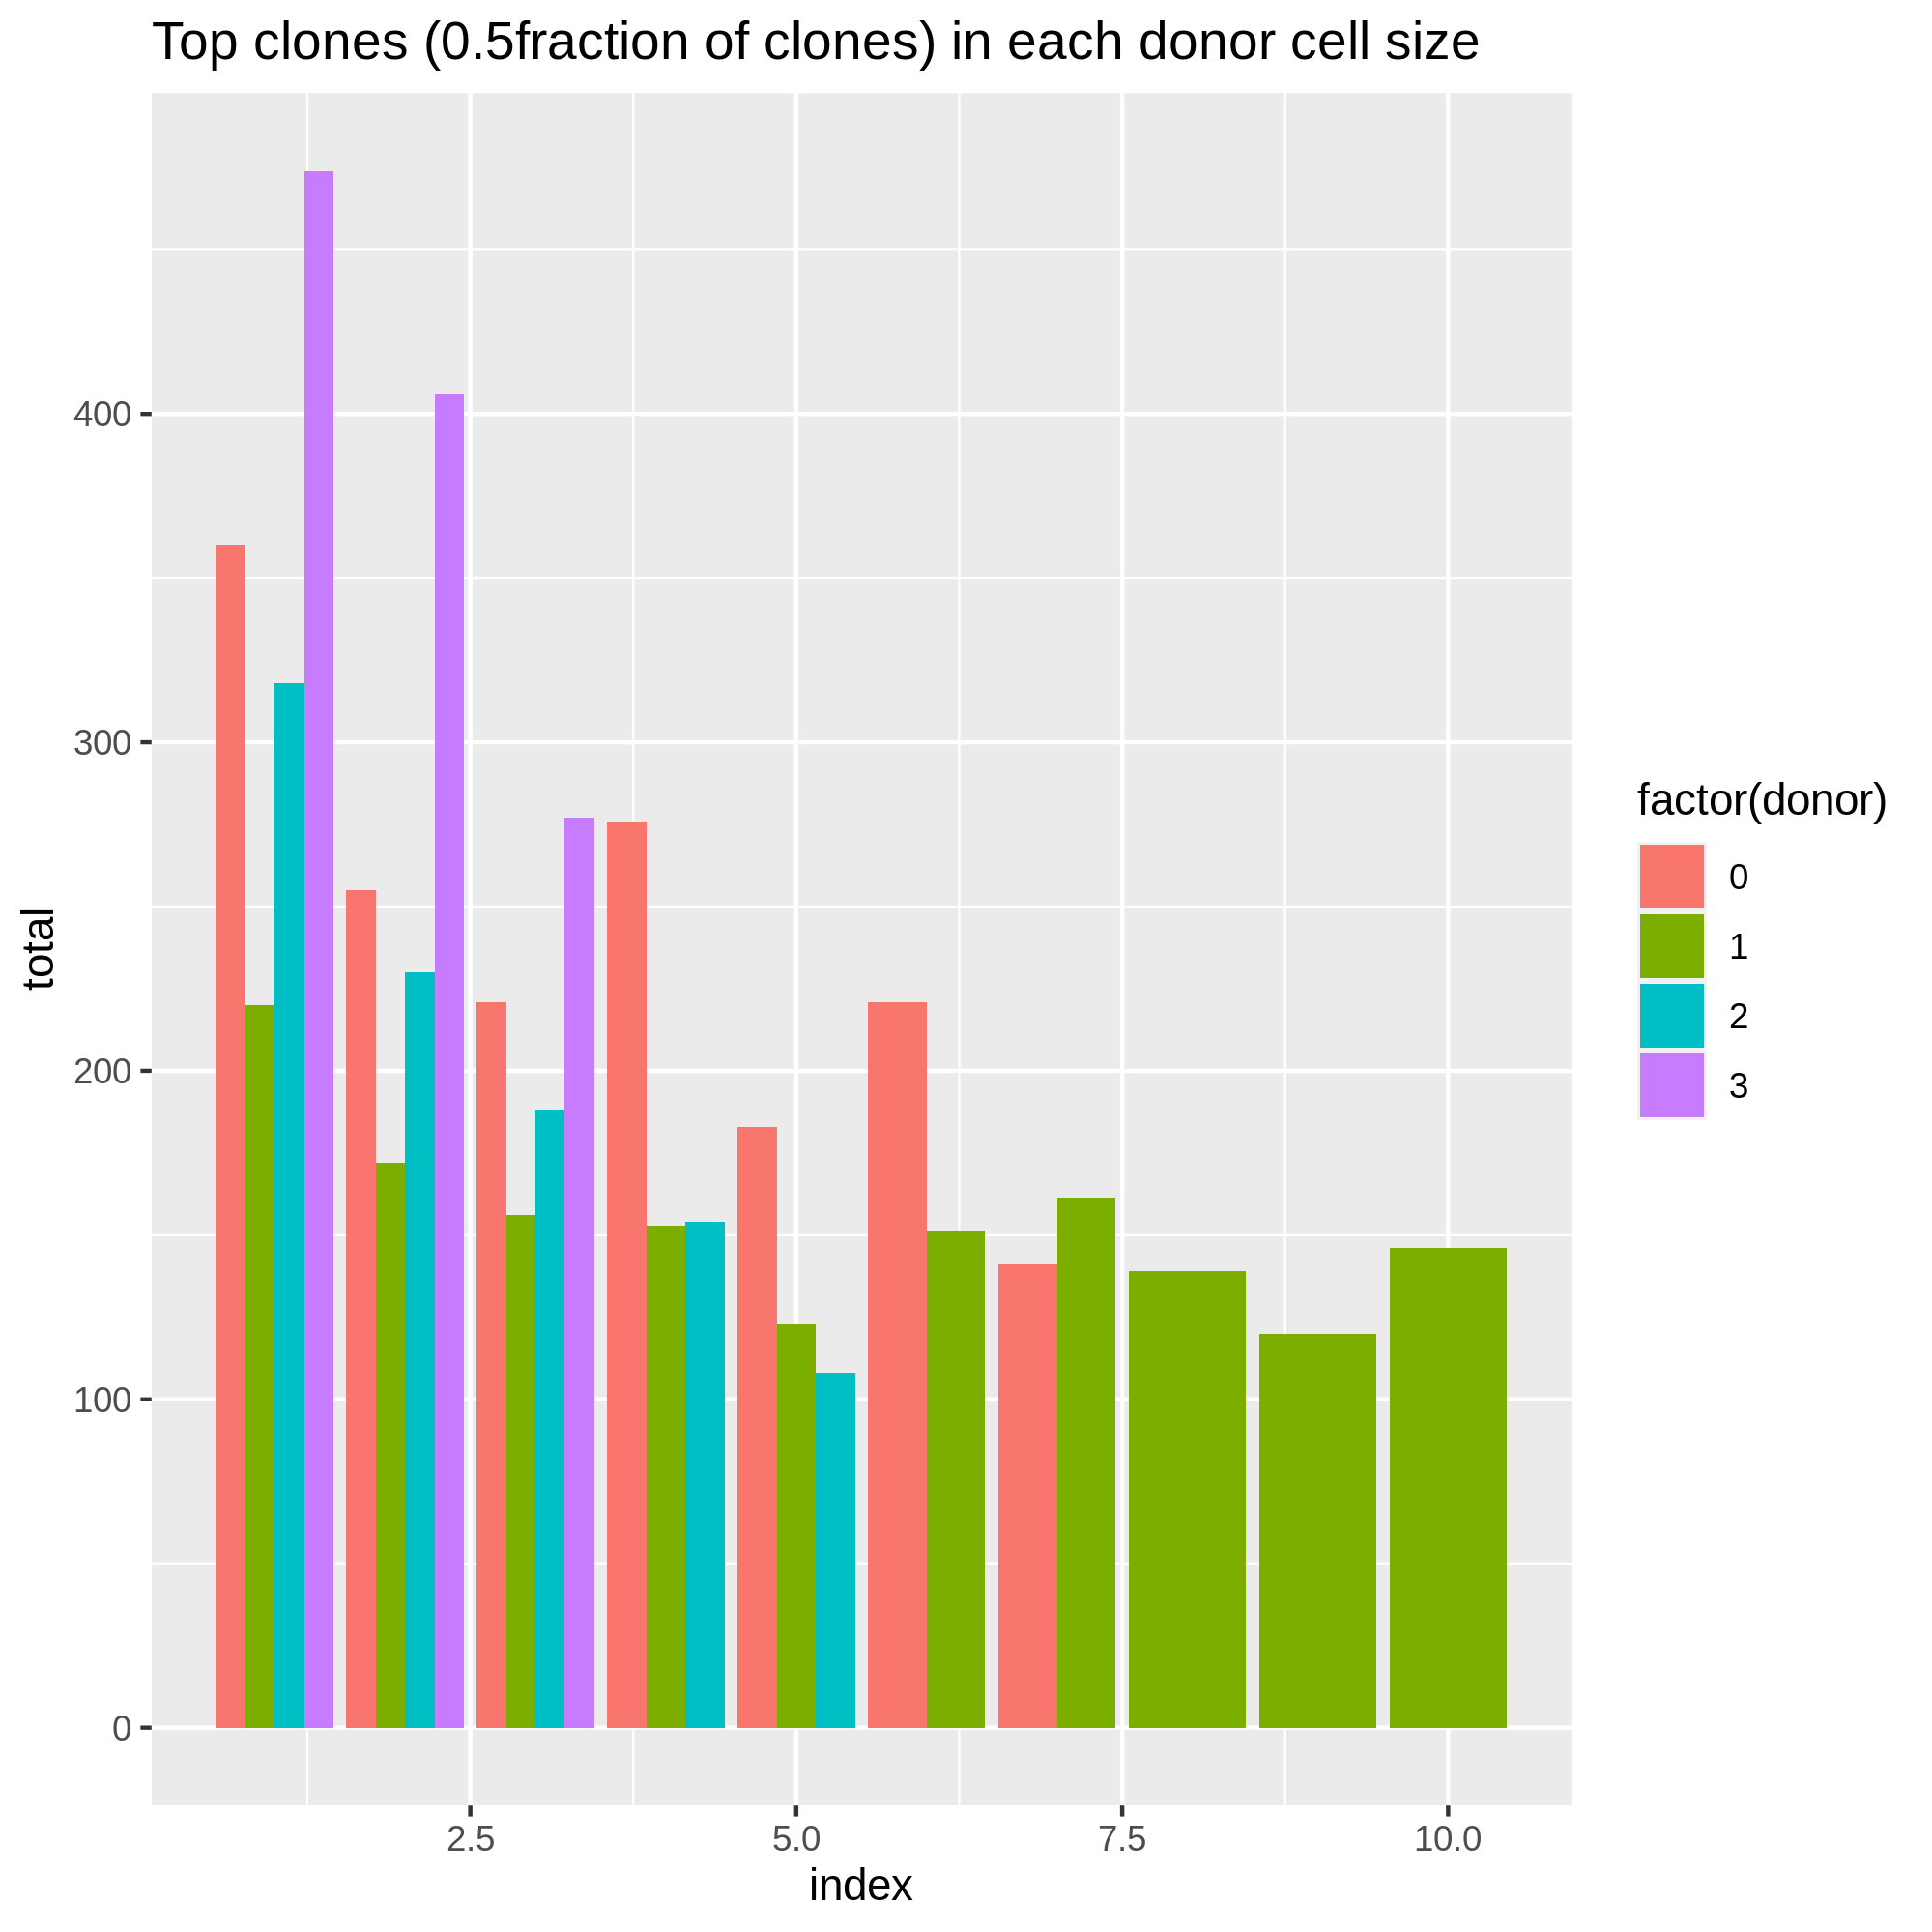 Top clones (0.5fraction of clones) in each donor cell size
total
400
300
200
100
0
2.5 5.0 7.5 10.0
index
factor(donor)
0
1
2
3